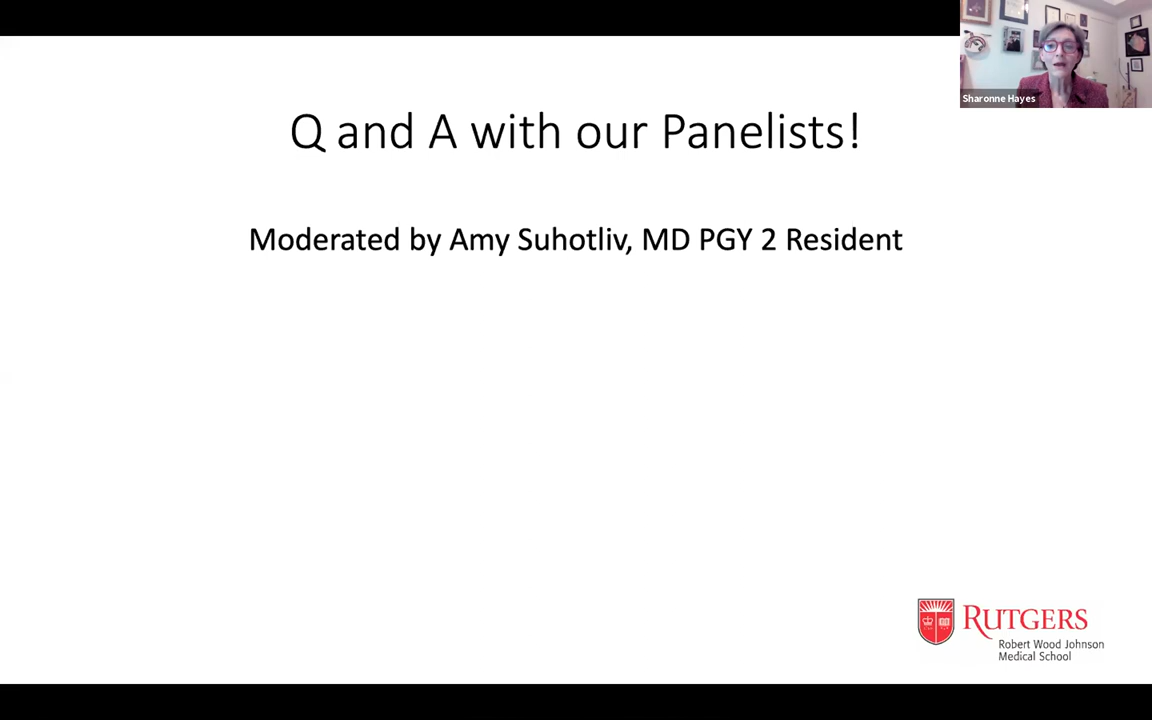 Sharonne Hayes
Q and A with our Panelists!
Moderated by Amy Suhotliv, MD PGY 2 Resident
RUTGERS
Robert Wood Johnson
Medical School